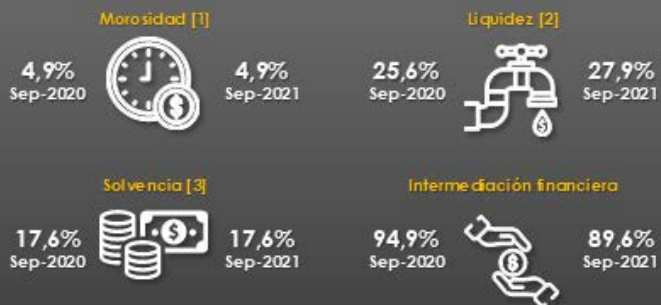 Morosidad [1]
4,9%
Sep-2020
4,9%
Sep-2021
Liquidez [2]
25,6%
Sep-2020
27,9%
Sep-2021
Solvencia [3]
17,6%
Sep-2020
17,6%
Sep-2021
Intermediación financiera
94,9%
Sep-2020
89,6%
Sep-2021